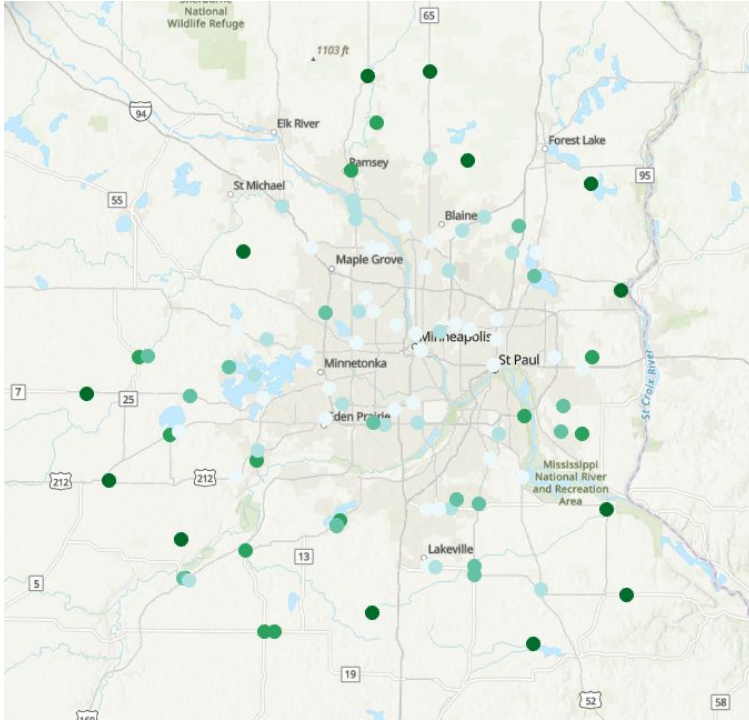 Sherburne
National
Wildlife Refuge
65
1103 ft
94
Elk River
Forest Lake
Ramsey
St Michael
95
55
Blaine
Maple Grove
Minneapolis
St Paul
Minnetonka
St Croix River
7
25
Eden Prairie
212
212
Mississippi
National River
and Recreation
Area
Lakeville
13
5
19
52
58
169